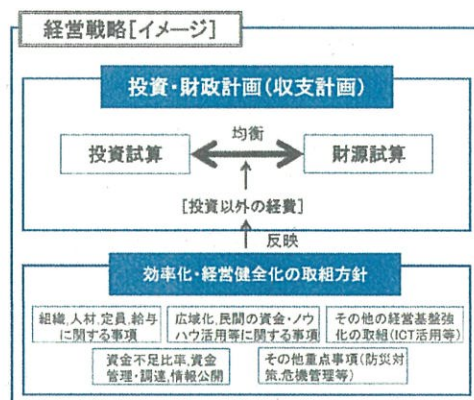 経営戦略[イメージ]
投資・財政計画(収支計画)
均衡
投資試算
財源試算
[投資以外の経費]
反映
効率化・経営健全化の取組方針
組織,人材,定員,給与
に関する事項
広域化,民間の資金・ノウ
ハウ活用等に関する事項
その他の経営基盤強
化の取組(ICT活用等)
資金不足比率,資金
管理・調達,情報公開
その他重点事項(防災対
策,危機管理等)